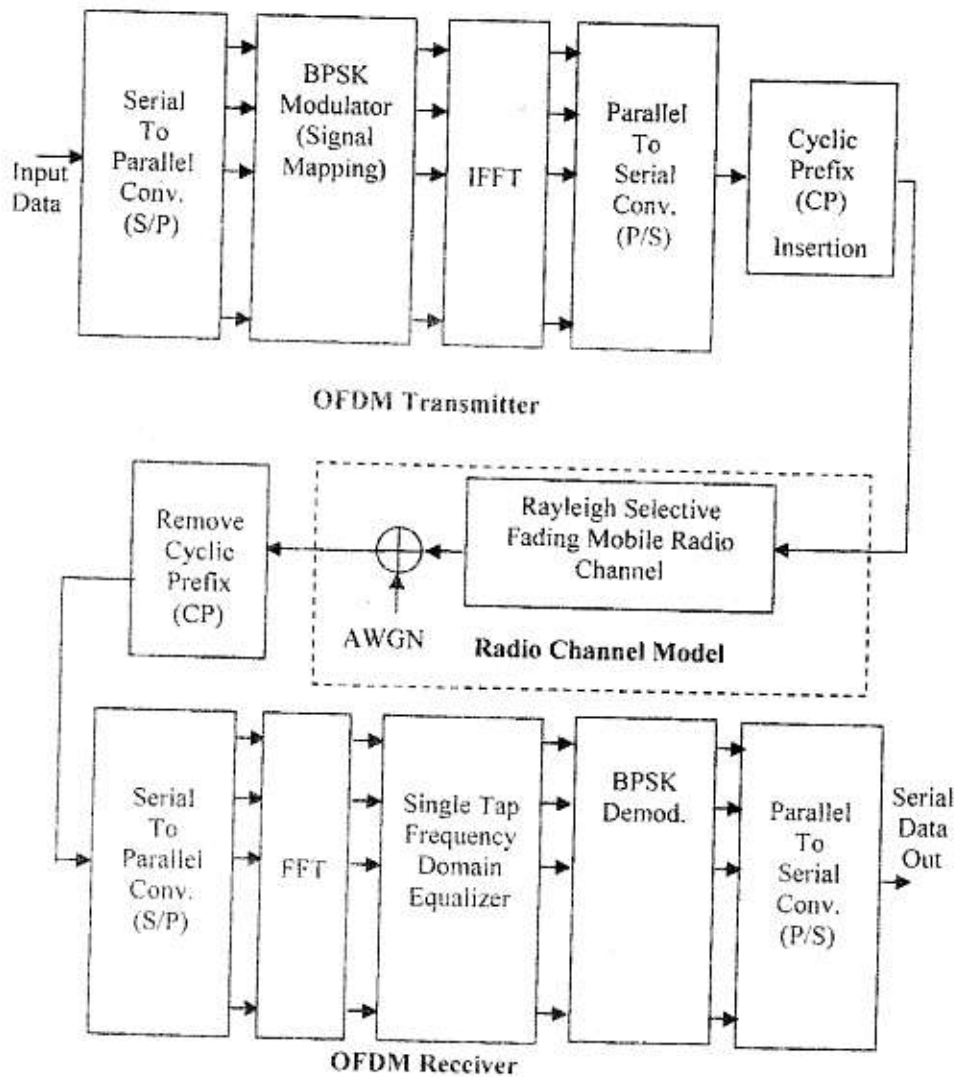 Input
Data
Serial
To
Parallel
Conv.
(S/P)
BPSK
Modulator
(Signal
Mapping)
IFFT
Parallel
To
Serial
Conv.
(P/S)
Cyclic
Prefix
(CP)
Insertion
OFDM Transmitter
Remove
Cyclic
Prefix
(CP)
AWGN
Rayleigh Selective
Fading Mobile Radio
Channel
Radio Channel Model
Serial
To
Parallel
Conv.
(S/P)
FFT
Single Tap
Frequency
Domain
Equalizer
BPSK
Demod.
Parallel
To
Serial
Conv.
(P/S)
Serial
Data
Out
OFDM Receiver